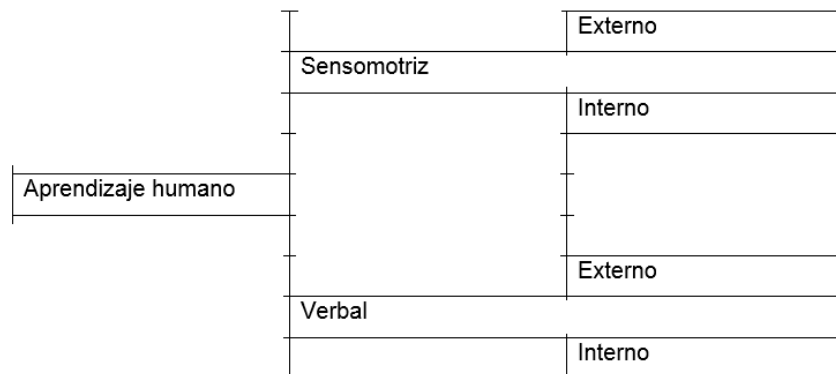 Externo
Sensomotriz
Interno
Aprendizaje humano
Externo
Verbal
Interno